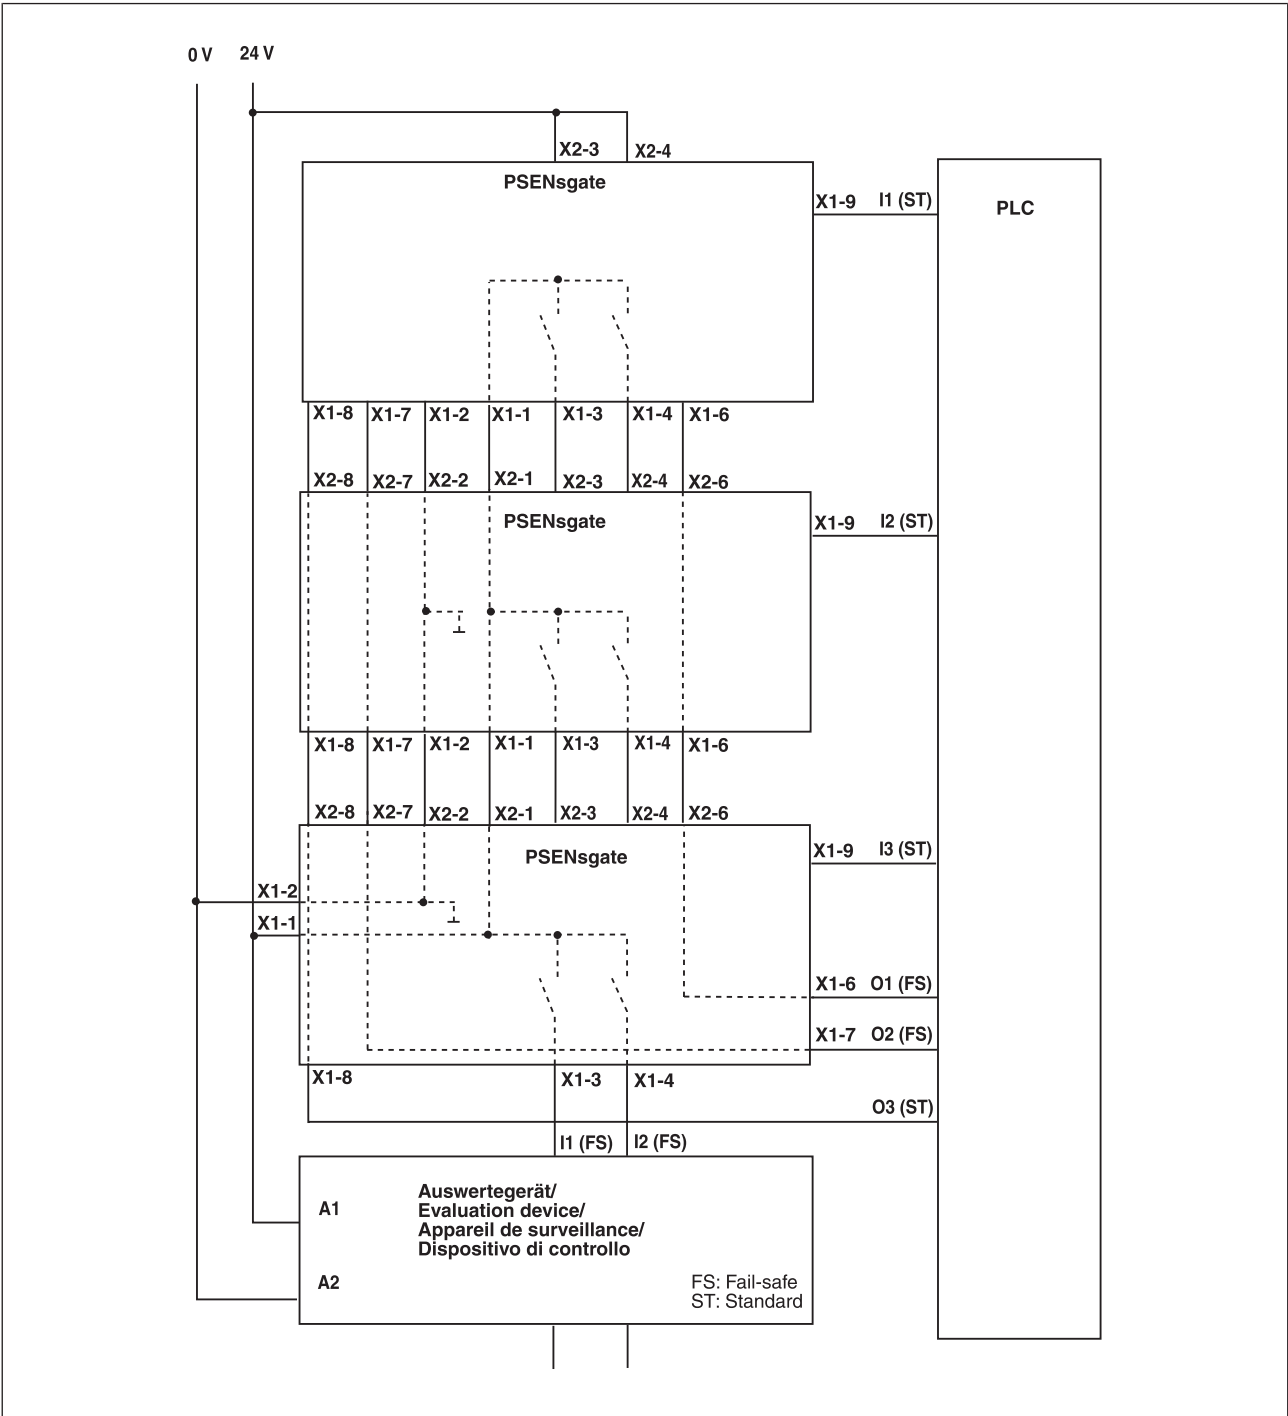 0 V 24 V
X2-3 X2-4
PSENsgate
X1-9 I1 (ST)
PLC
X1-8 X1-7 X1-2 X1-1 X1-3 X1-4 X1-6
X2-8 X2-7 X2-2 X2-1 X2-3 X2-4 X2-6
PSENsgate
X1-9 I2 (ST)
X1-8 X1-7 X1-2 X1-1 X1-3 X1-4 X1-6
X2-8 X2-7 X2-2 X2-1 X2-3 X2-4 X2-6
PSENsgate
X1-9 I3 (ST)
X1-2
X1-1
X1-6 O1 (FS)
X1-7 O2 (FS)
X1-8 X1-3 X1-4
O3 (ST)
I1 (FS) I2 (FS)
A1
Auswertegerät/
Evaluation device/
Appareil de surveillance/
Dispositivo di controllo
A2
FS: Fail-safe
ST: Standard